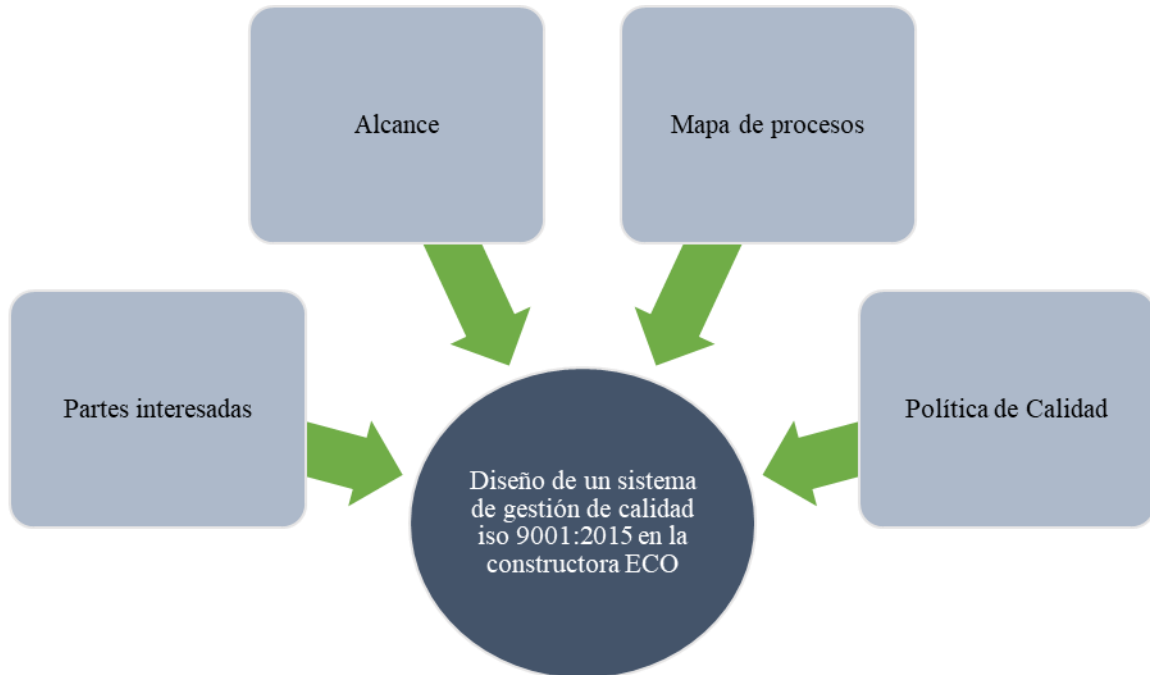 Alcance
Mapa de procesos
Partes interesadas
Política de Calidad
Diseño de un sistema
de gestión de calidad
iso 9001:2015 en la
constructora ECO